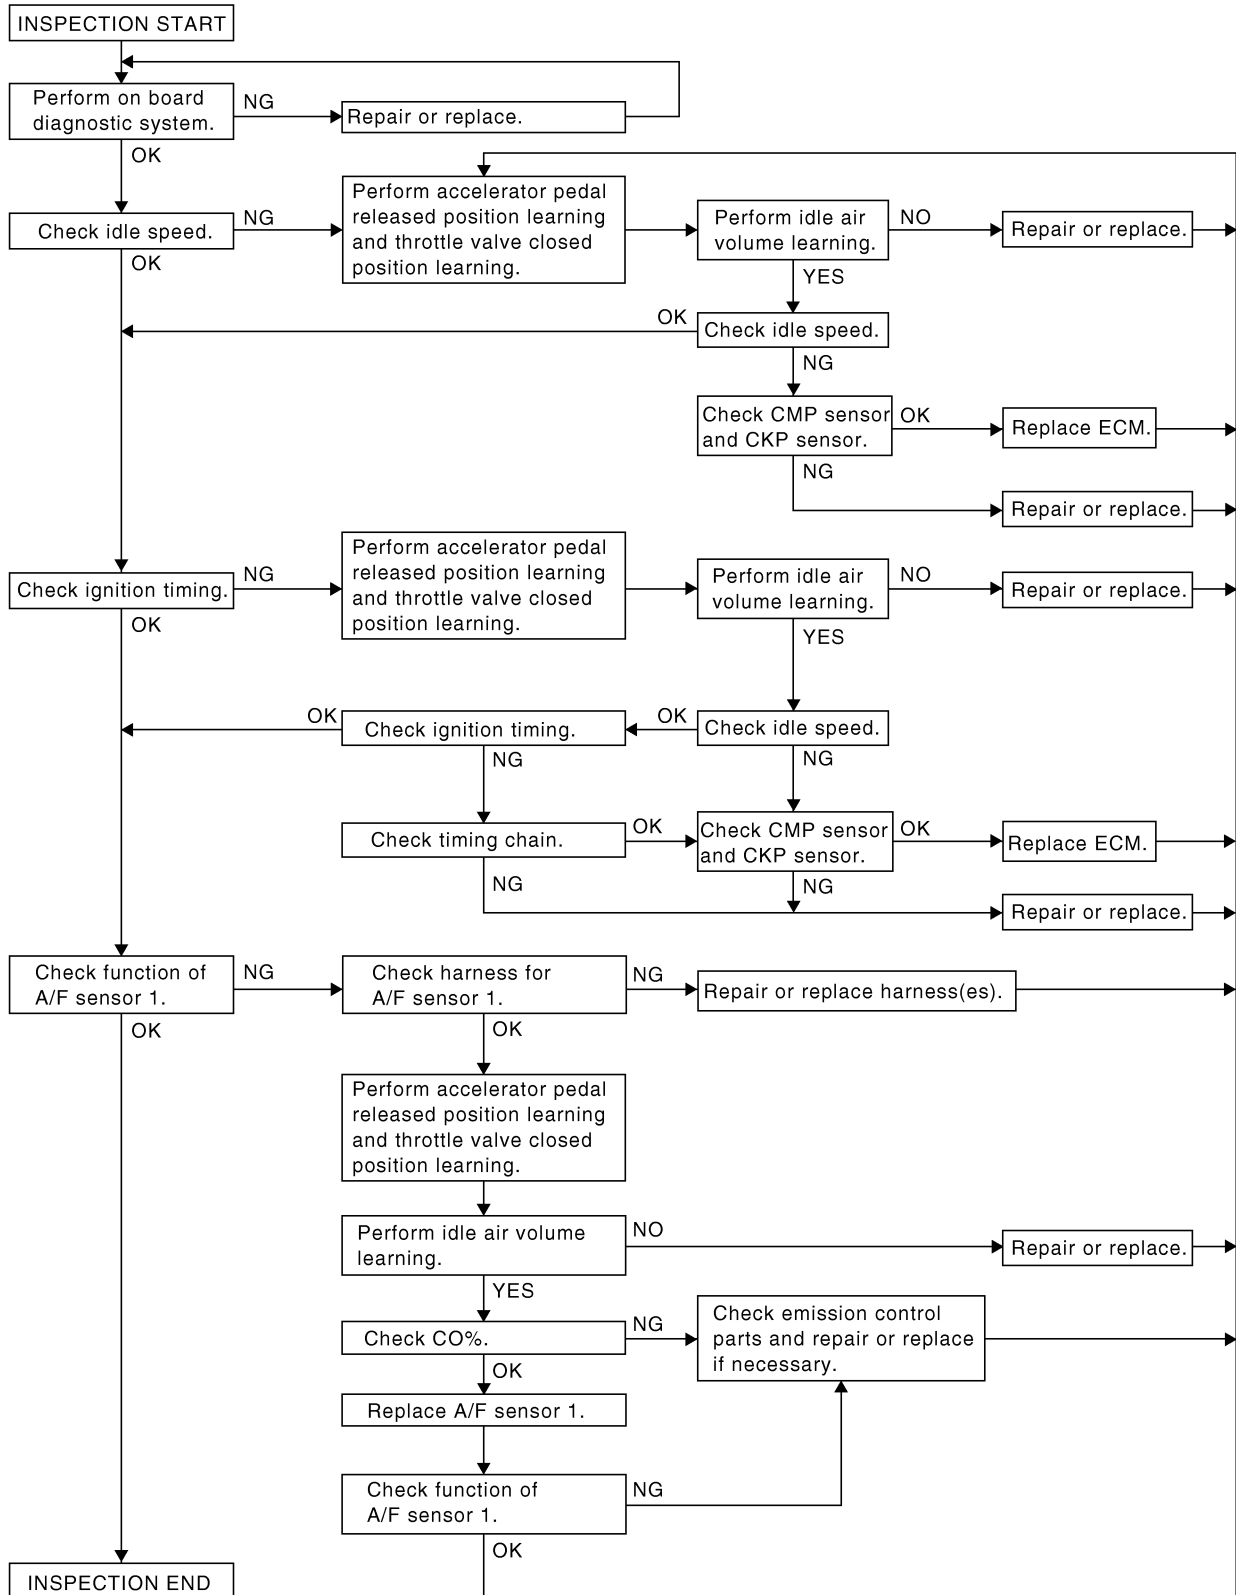 INSPECTION START
Perform on board
diagnostic system.
NG
Repair or replace.
OK
Check idle speed.
NG
Perform accelerator pedal
released position learning
and throttle valve closed
position learning.
Perform idle air
volume learning.
NO
Repair or replace.
OK
YES
OK
Check idle speed.
NG
Check CMP sensor
and CKP sensor.
OK
Replace ECM.
NG
Repair or replace.
Check ignition timing.
NG
Perform accelerator pedal
released position learning
and throttle valve closed
position learning.
Perform idle air
volume learning.
NO
Repair or replace.
OK
YES
OK
Check ignition timing.
OK
Check idle speed.
NG
NG
Check timing chain.
OK
Check CMP sensor
and CKP sensor.
OK
Replace ECM.
NG
NG
Repair or replace.
Check function of
A/F sensor 1.
NG
Check harness for
A/F sensor 1.
NG
Repair or replace harness(es).
OK
OK
Perform accelerator pedal
released position learning
and throttle valve closed
position learning.
Perform idle air volume
learning.
NO
Repair or replace.
YES
Check CO%.
NG
Check emission control
parts and repair or replace
if necessary.
OK
Replace A/F sensor 1.
Check function of
A/F sensor 1.
NG
OK
INSPECTION END